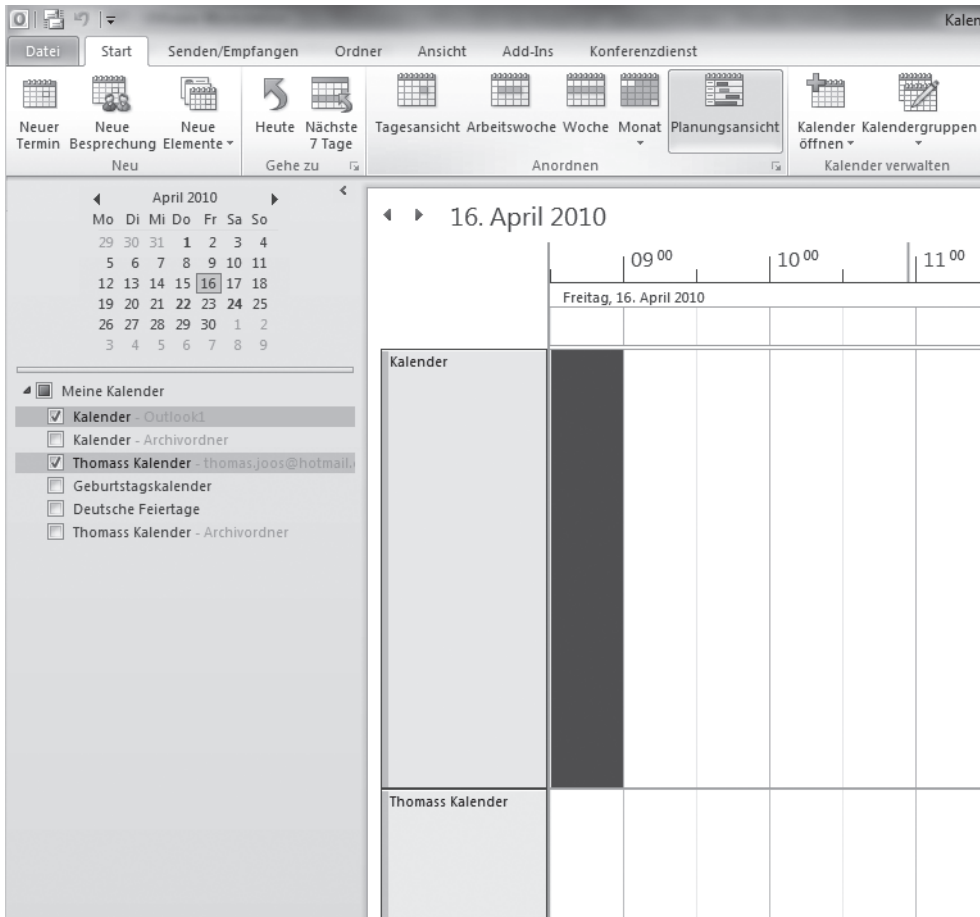 Kalen
Datei Start Senden/Empfangen Ordner Ansicht Add-Ins Konferenzdienst
Neuer Termin Neue Besprechung Neue Elemente Heute Nächste 7 Tage Tagesansicht Arbeitswoche Woche Monat Planungsansicht Kalender öffnen Kalendergruppen
Neu Gehe zu Anordnen Kalender verwalten
April 2010
Mo Di Mi Do Fr Sa So
29 30 31 1 2 3 4
5 6 7 8 9 10 11
12 13 14 15 16 17 18
19 20 21 22 23 24 25
26 27 28 29 30 1 2
3 4 5 6 7 8 9
Meine Kalender
Kalender - Outlook1
Kalender - Archivordner
Thomass Kalender - thomas.joos@hotmail.
Geburtstagskalender
Deutsche Feiertage
Thomass Kalender - Archivordner
16. April 2010
09 00 10 00 11 00
Freitag, 16. April 2010
Kalender
Thomass Kalender